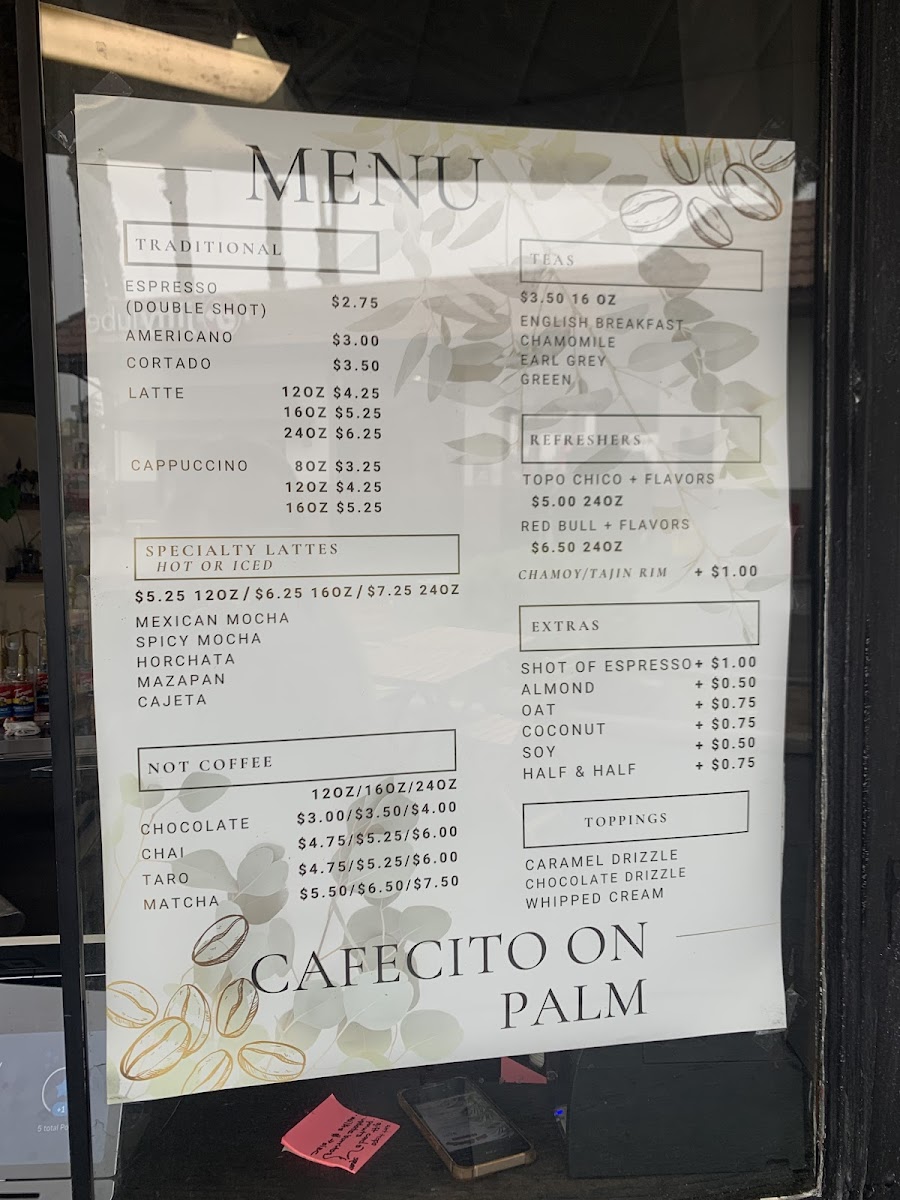 MENU
TRADITIONAL
ESPRESSO
(DOUBLE SHOT) $2.75
AMERICANO $3.00
CORTADO $3.50
LATTE 12OZ $4.25
16OZ $5.25
24OZ $6.25
CAPPUCCINO 8OZ $3.25
12OZ $4.25
16OZ $5.25
SPECIALTY LATTES
HOT OR ICED
$5.25 12OZ/$6.25 16OZ/$7.25 24OZ
MEXICAN MOCHA
SPICY MOCHA
HORCHATA
MAZAPAN
CAJETA
NOT COFFEE
12OZ/16OZ/24OZ
CHOCOLATE $3.00/$3.50/$4.00
CHAI $4.75/$5.25/$6.00
TARO $4.75/$5.25/$6.00
MATCHA $5.50/$6.50/$7.50
TEAS
$3.50 16 OZ
ENGLISH BREAKFAST
CHAMOMILE
EARL GREY
GREEN
REFRESHERS
TOPO CHICO + FLAVORS
$5.00 24OZ
RED BULL + FLAVORS
$6.50 24OZ
CHAMOY/TAJIN RIM + $1.00
EXTRAS
SHOT OF ESPRESSO + $1.00
ALMOND + $0.50
OAT + $0.75
COCONUT + $0.75
SOY + $0.50
HALF & HALF + $0.75
TOPPINGS
CARAMEL DRIZZLE
CHOCOLATE DRIZZLE
WHIPPED CREAM
CAFECITO ON
PALM